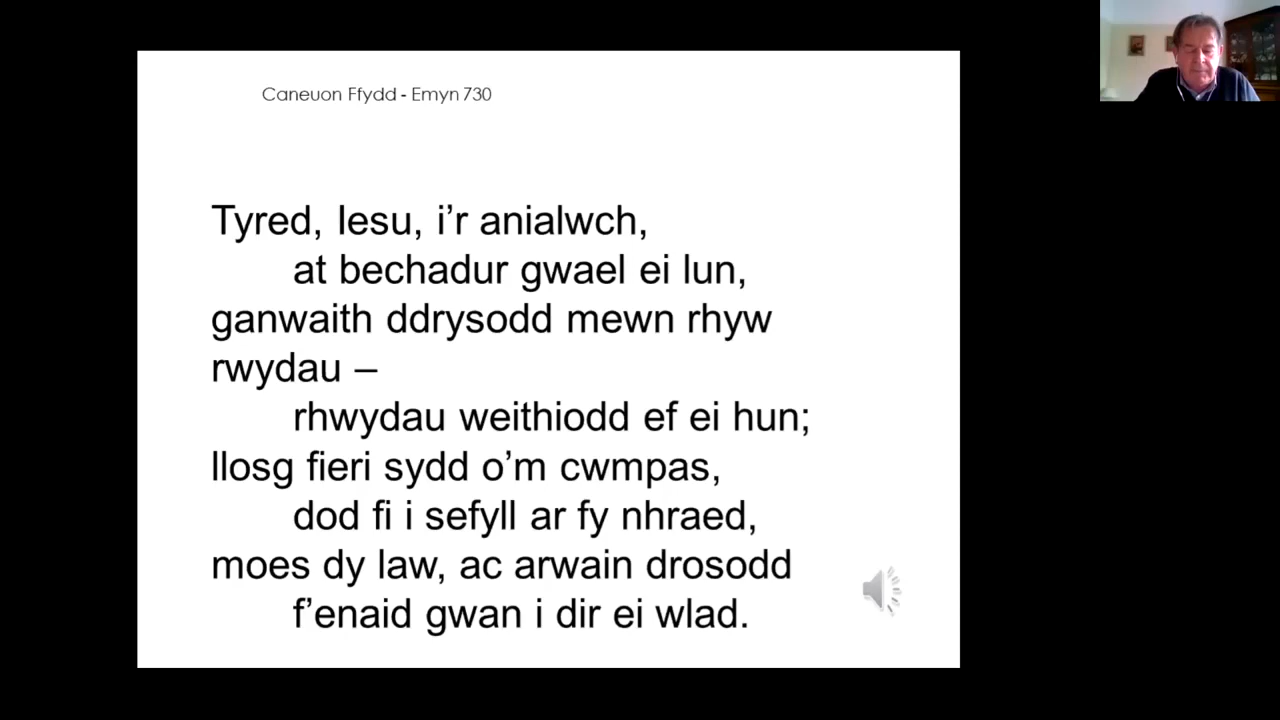 Caneuon Ffydd - Emyn 730
Tyred, Iesu, i’r anialwch,
at bechadur gwael ei lun,
ganwaith ddrysodd mewn rhyw
rwydau –
rhwydau weithiodd ef ei hun;
llosg fieri sydd o’m cwmpas,
dod fi i sefyll ar fy nhraed,
moes dy law, ac arwain drosodd
f’enaid gwan i dir ei wlad.